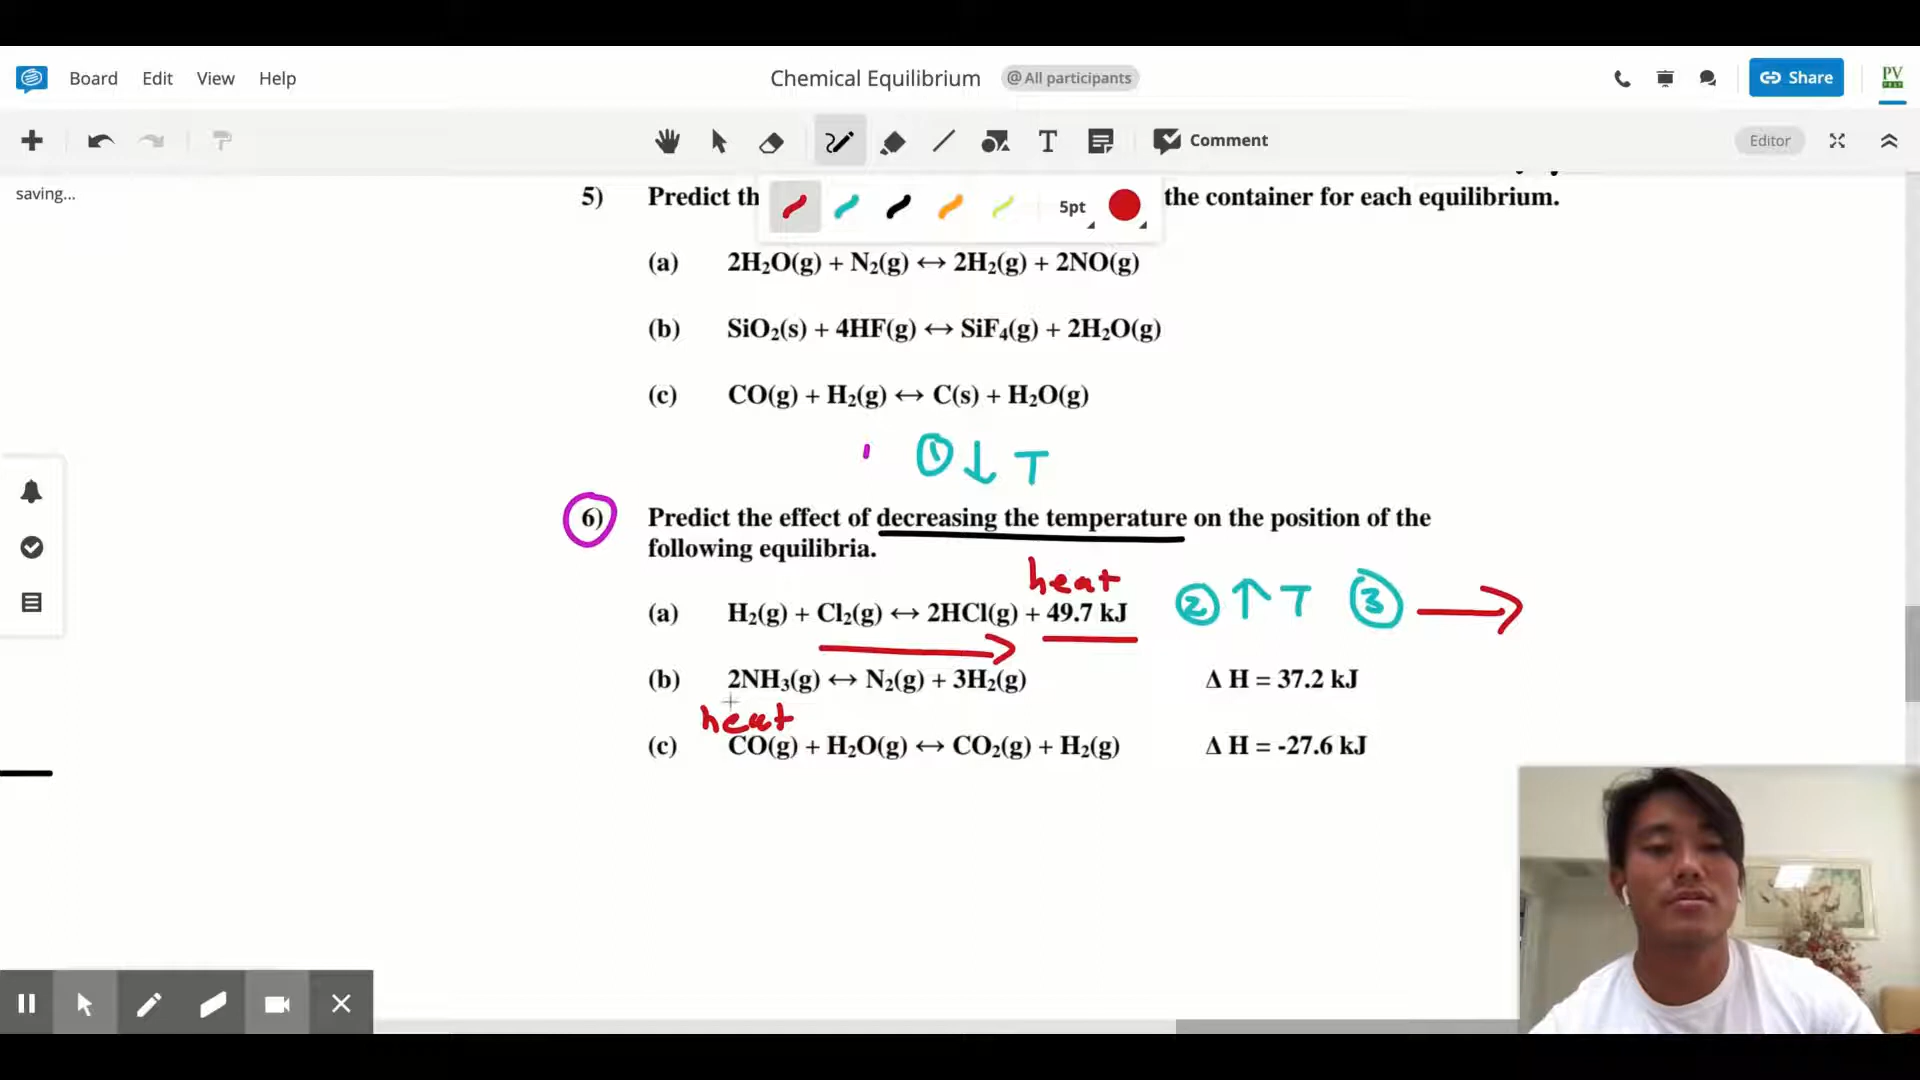 Board Edit View Help
Chemical Equilibrium @ All participants
Share
PV
Comment
Editor
saving...
5) Predict th
5pt
the container for each equilibrium.
(a) 2H₂O(g) + N₂(g) ↔ 2H₂(g) + 2NO(g)
(b) SiO₂(s) + 4HF(g) ↔ SiF₄(g) + 2H₂O(g)
(c) CO(g) + H₂(g) ↔ C(s) + H₂O(g)
① ↓ T
6) Predict the effect of decreasing the temperature on the position of the
following equilibria.
heat
(a) H₂(g) + Cl₂(g) ↔ 2HCl(g) + 49.7 kJ ② ↑ T ③ →
(b) 2NH₃(g) ↔ N₂(g) + 3H₂(g) Δ H = 37.2 kJ
heat
(c) CO(g) + H₂O(g) ↔ CO₂(g) + H₂(g) Δ H = -27.6 kJ